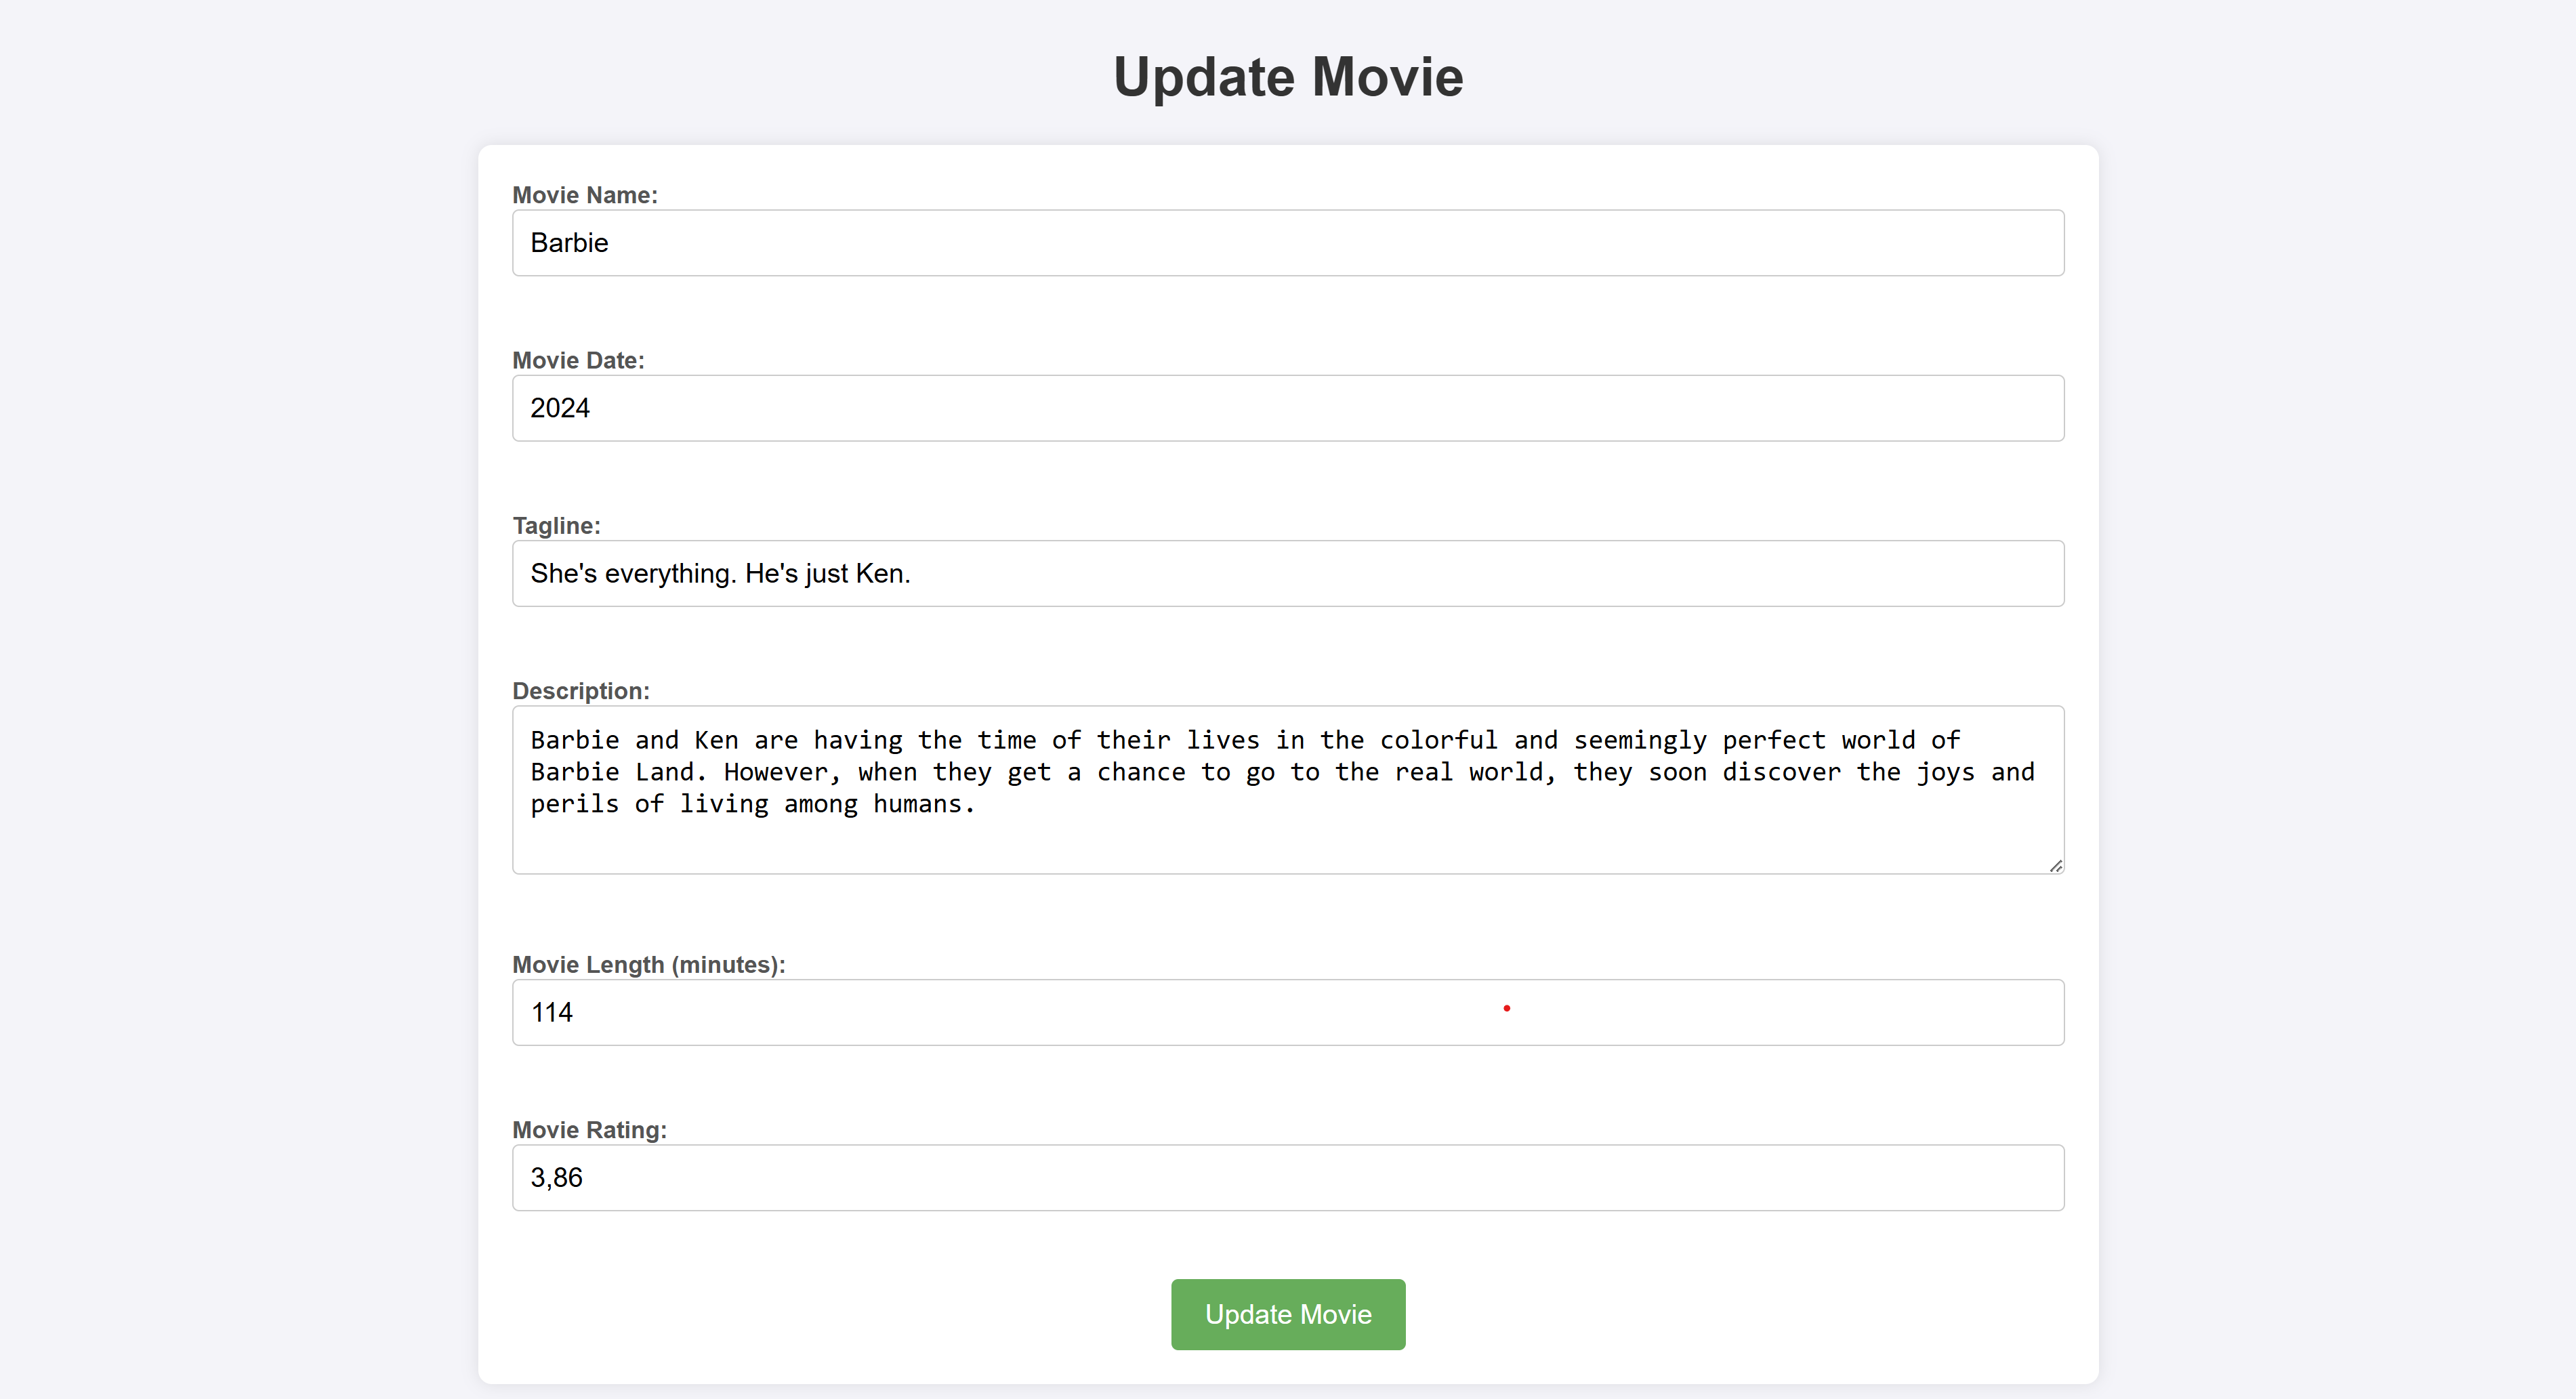 Update Movie
Movie Name:
Barbie
Movie Date:
2024
Tagline:
She's everything. He's just Ken.
Description:
Barbie and Ken are having the time of their lives in the colorful and seemingly perfect world of
Barbie Land. However, when they get a chance to go to the real world, they soon discover the joys and
perils of living among humans.
Movie Length (minutes):
114
Movie Rating:
3,86
Update Movie